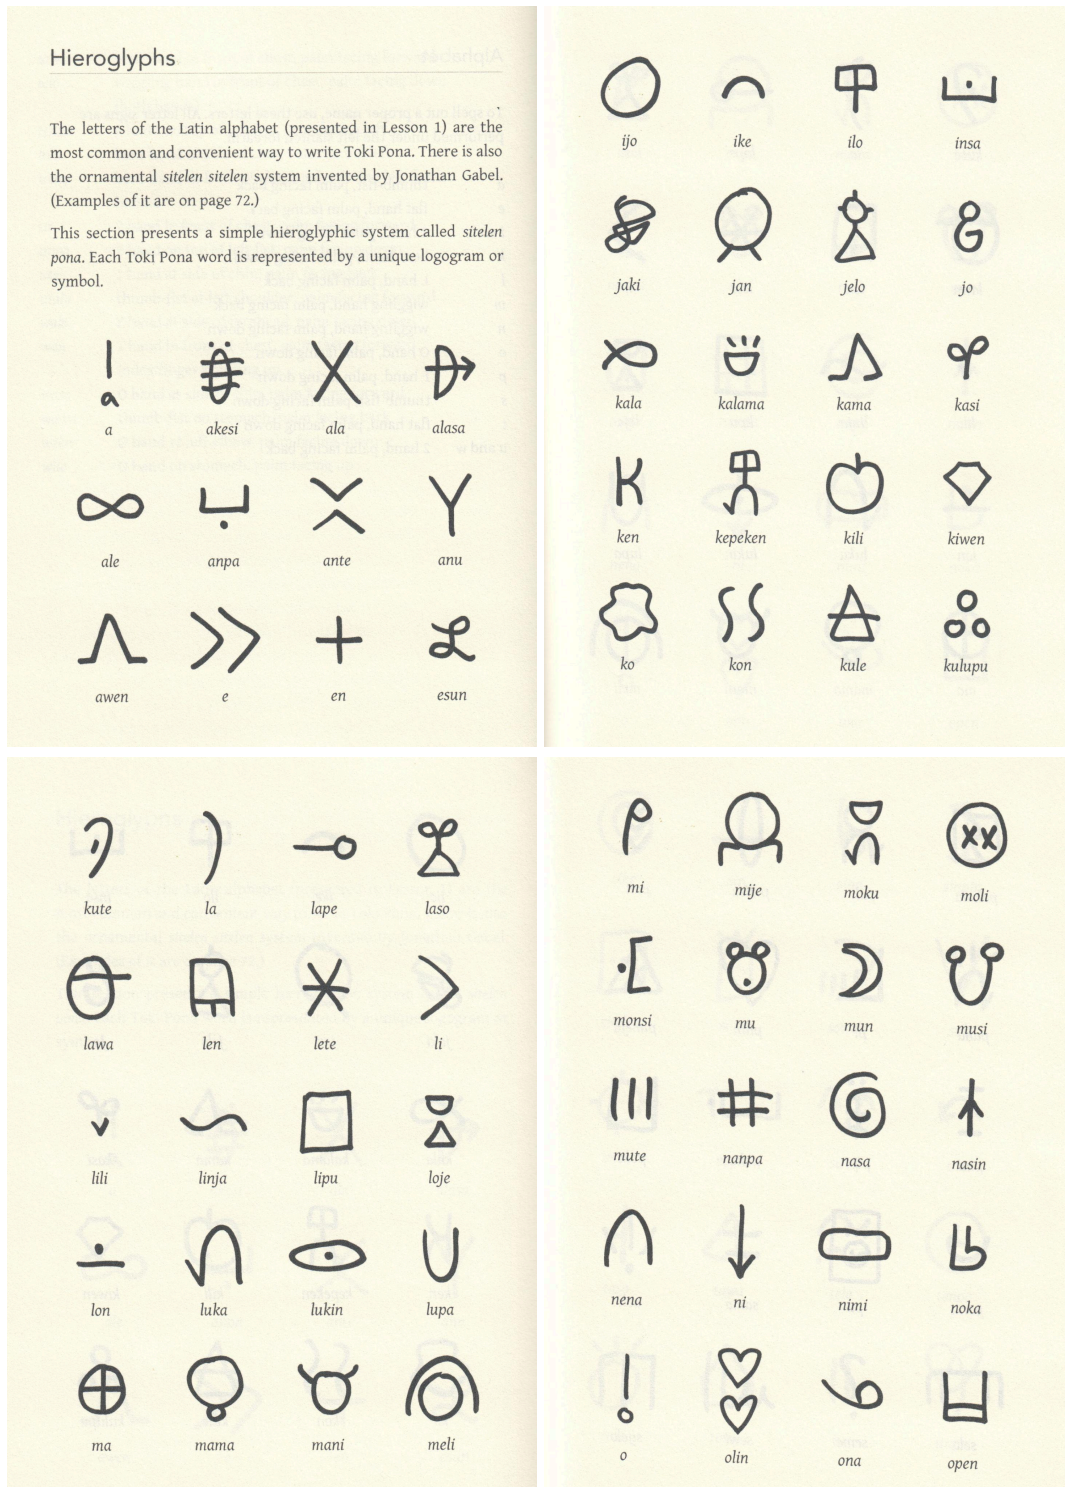 Hieroglyphs
The letters of the Latin alphabet (presented in Lesson 1) are the
most common and convenient way to write Toki Pona. There is also
the ornamental sitelen sitelen system invented by Jonathan Gabel.
(Examples of it are on page 72.)
This section presents a simple hieroglyphic system called sitelen
pona. Each Toki Pona word is represented by a unique logogram or
symbol.
a akesi ala alasa
ale anpa ante anu
awen e en esun
ijo ike ilo insa
jaki jan jelo jo
kala kalama kama kasi
ken kepeken kili kiwen
ko kon kule kulupu
kute la lape laso
lawa len lete li
lili linja lipu loje
lon luka lukin lupa
ma mama mani meli
mi mije moku moli
monsi mu mun musi
mute nanpa nasa nasin
nena ni nimi noka
o olin ona open